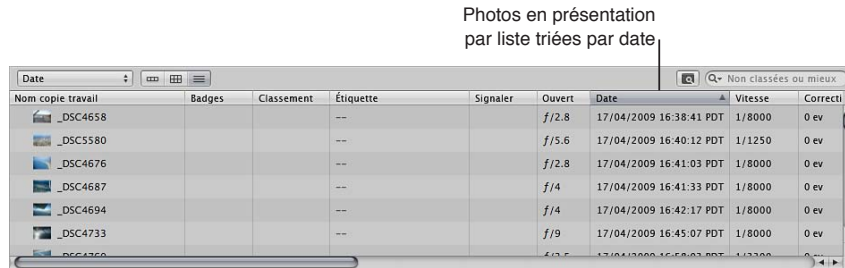 Photos en présentation
par liste triées par date
Date Non classées ou mieux
Nom copie travail Badges Classement Étiquette Signaler Ouvert Date Vitesse Correcti
_DSC4658 -- ƒ/2.8 17/04/2009 16:38:41 PDT 1/8000 0 ev
_DSC5580 -- ƒ/5.6 17/04/2009 16:40:12 PDT 1/1250 0 ev
_DSC4676 -- ƒ/2.8 17/04/2009 16:41:03 PDT 1/8000 0 ev
_DSC4687 -- ƒ/4 17/04/2009 16:41:33 PDT 1/8000 0 ev
_DSC4694 -- ƒ/4 17/04/2009 16:42:17 PDT 1/8000 0 ev
_DSC4733 -- ƒ/9 17/04/2009 16:45:07 PDT 1/8000 0 ev